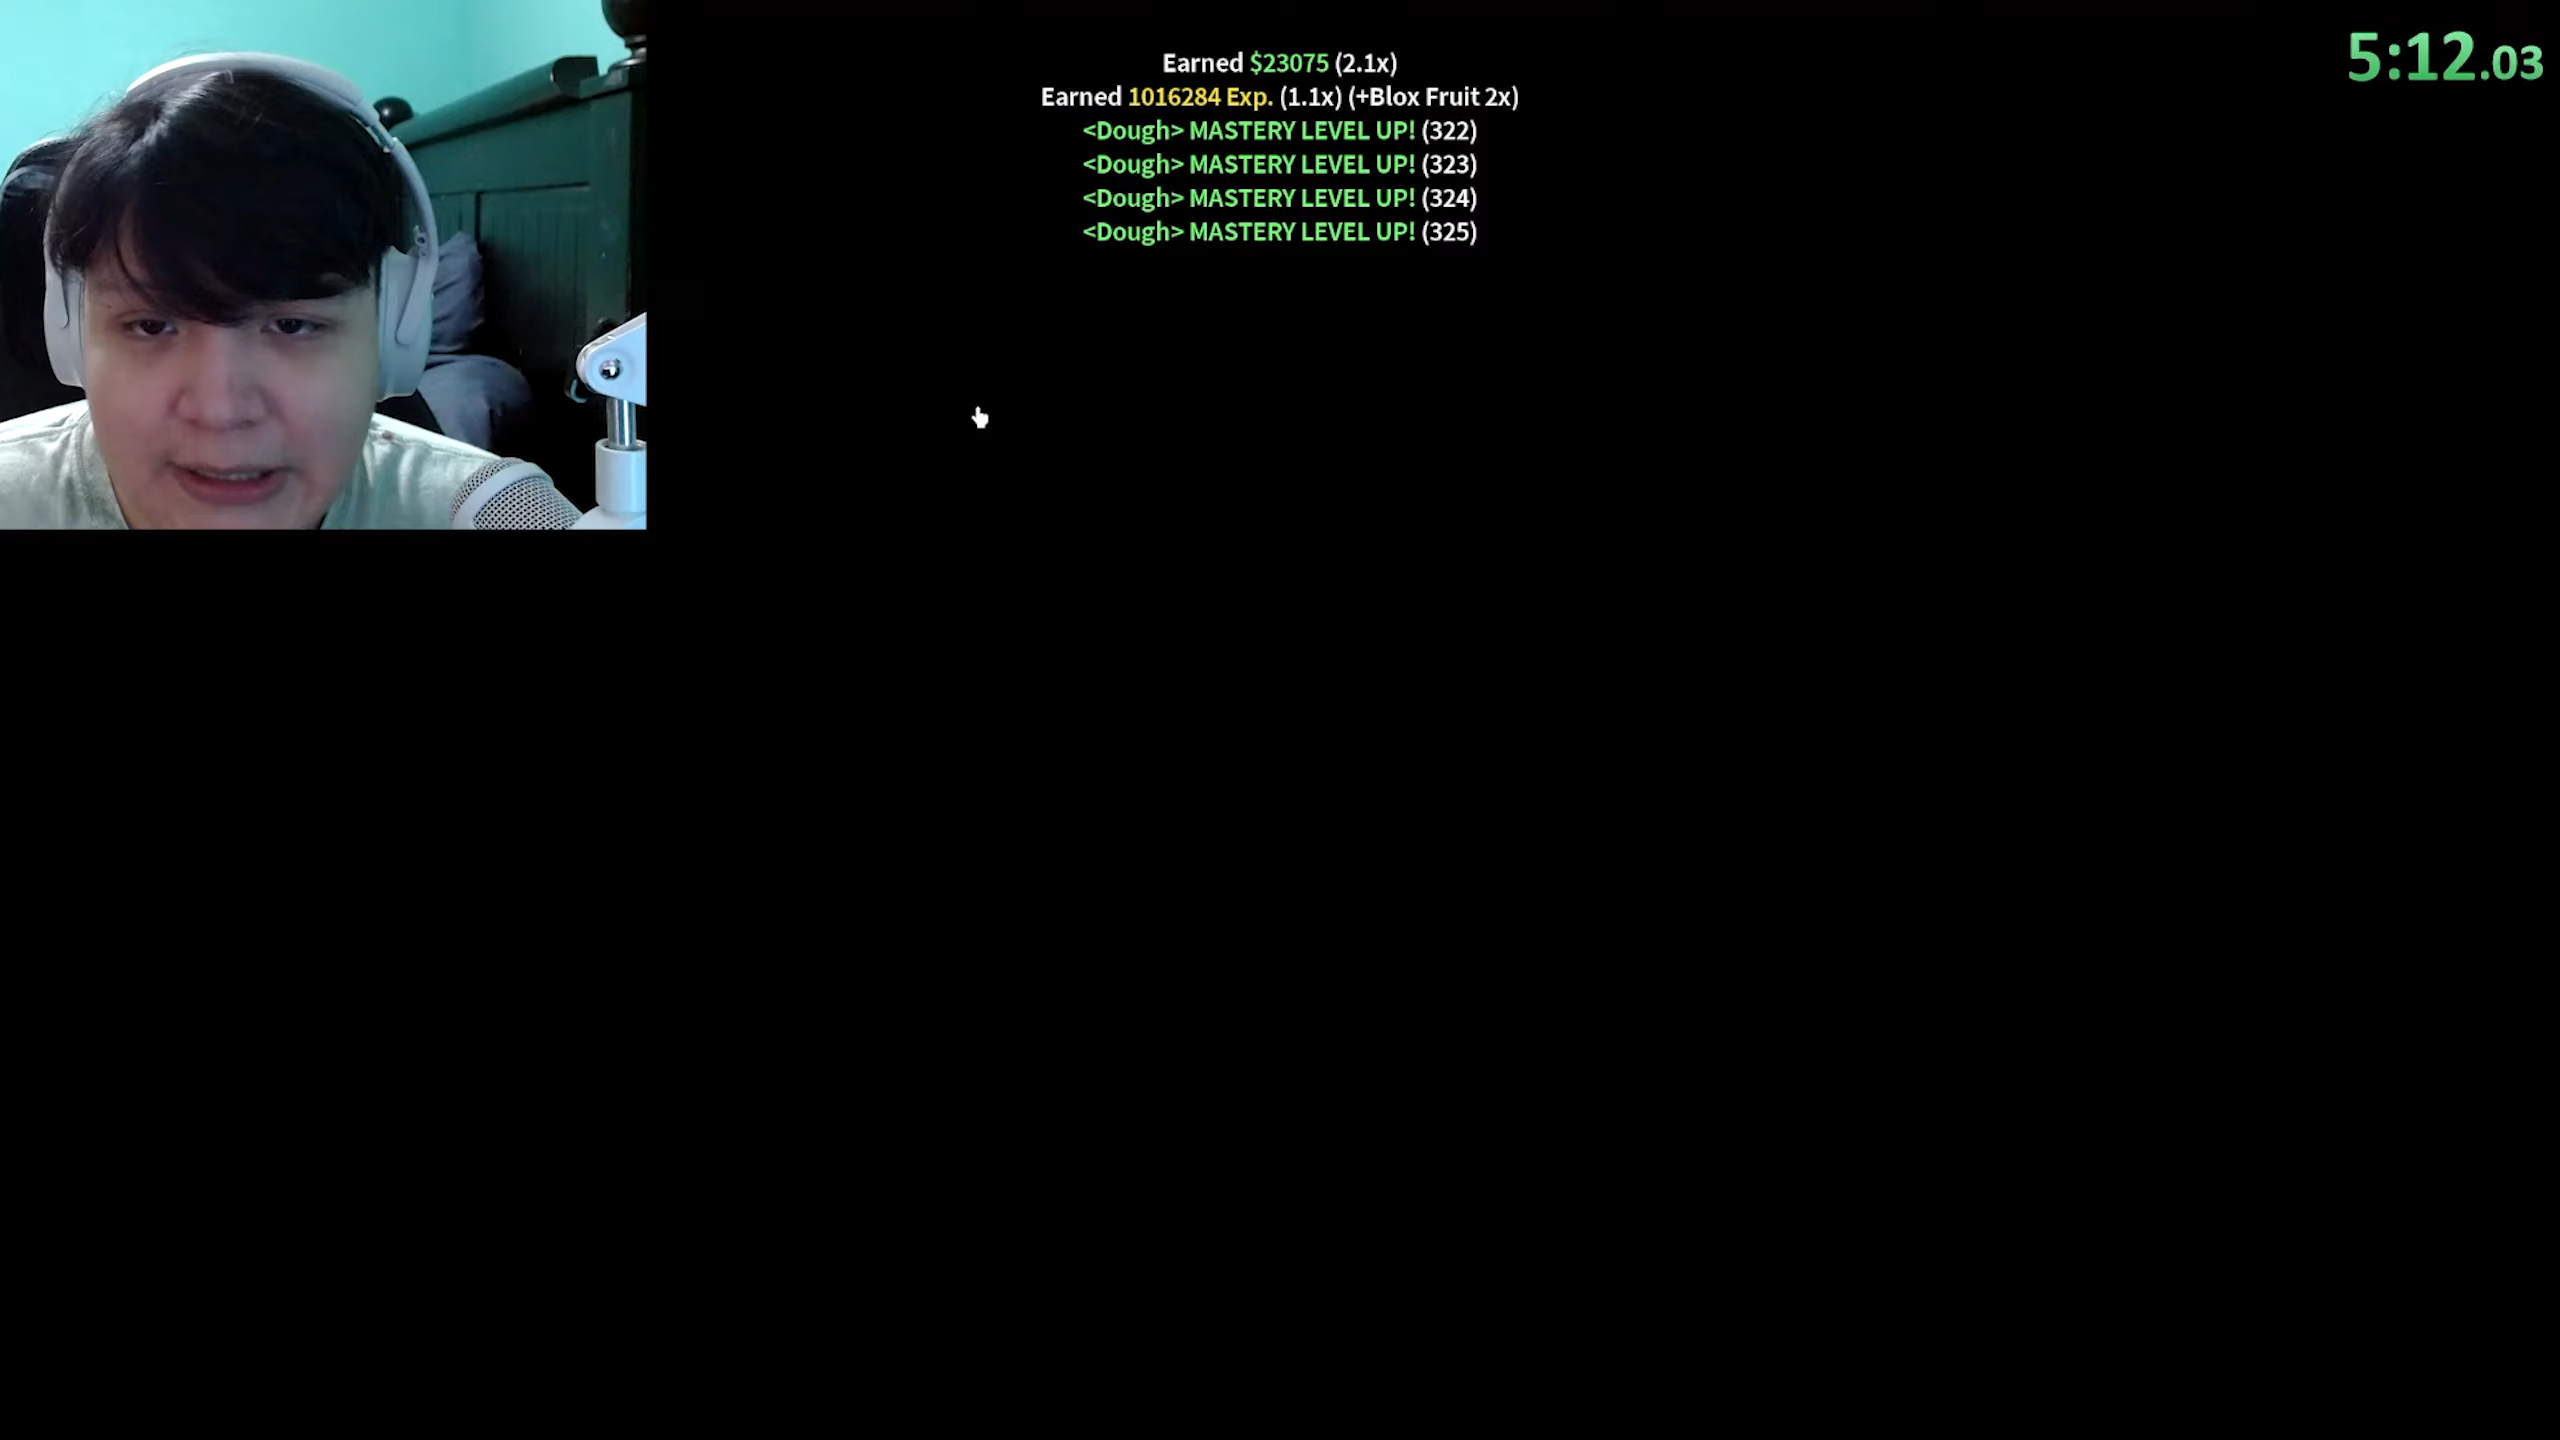 Earned $23075 (2.1x)
Earned 1016284 Exp. (1.1x) (+Blox Fruit 2x)
<Dough> MASTERY LEVEL UP! (322)
<Dough> MASTERY LEVEL UP! (323)
<Dough> MASTERY LEVEL UP! (324)
<Dough> MASTERY LEVEL UP! (325)
5:12.03